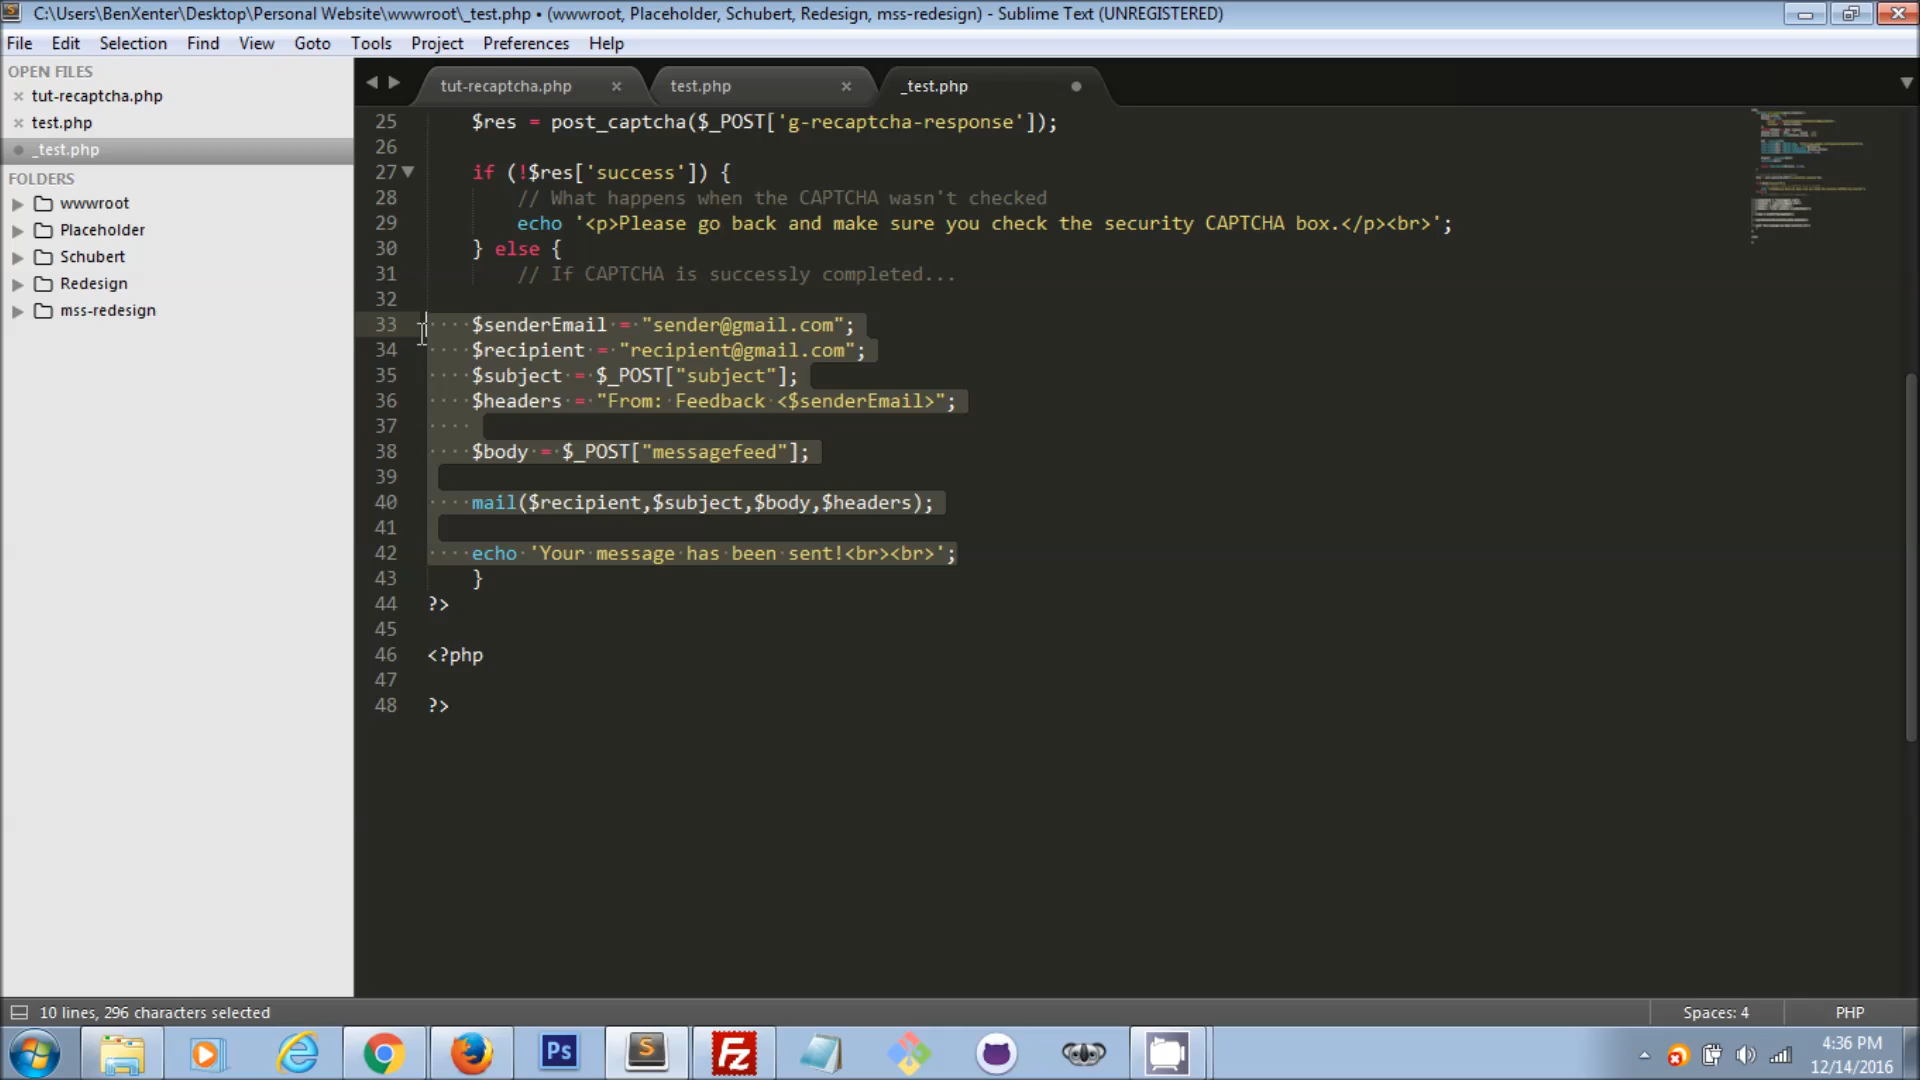 C:\Users\BenXenter\Desktop\Personal Website\wwwroot\_test.php • (wwwroot, Placeholder, Schubert, Redesign, mss-redesign) - Sublime Text (UNREGISTERED)
File Edit Selection Find View Goto Tools Project Preferences Help
OPEN FILES
tut-recaptcha.php
test.php
_test.php
FOLDERS
wwwroot
Placeholder
Schubert
Redesign
mss-redesign
tut-recaptcha.php test.php _test.php
25 $res = post_captcha($_POST['g-recaptcha-response']);
26
27 if (!$res['success']) {
28 // What happens when the CAPTCHA wasn't checked
29 echo '<p>Please go back and make sure you check the security CAPTCHA box.</p><br>';
30 } else {
31 // If CAPTCHA is successly completed...
32
33 $senderEmail = "sender@gmail.com";
34 $recipient = "recipient@gmail.com";
35 $subject = $_POST["subject"];
36 $headers = "From: Feedback <$senderEmail>";
37
38 $body = $_POST["messagefeed"];
39
40 mail($recipient,$subject,$body,$headers);
41
42 echo 'Your message has been sent!<br><br>';
43 }
44 ?>
45
46 <?php
47
48 ?>
10 lines, 296 characters selected
Spaces: 4 PHP
Ps
S
Fz
4:36 PM
12/14/2016